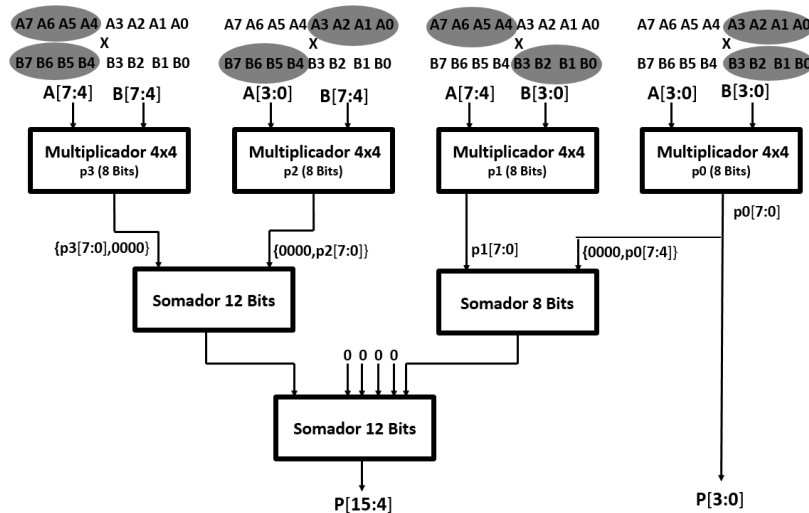 A7 A6 A5 A4 A3 A2 A1 A0
X
B7 B6 B5 B4 B3 B2 B1 B0
A[7:4] B[7:4]
Multiplicador 4x4
p3 (8 Bits)
A7 A6 A5 A4 A3 A2 A1 A0
X
B7 B6 B5 B4 B3 B2 B1 B0
A[3:0] B[7:4]
Multiplicador 4x4
p2 (8 Bits)
A7 A6 A5 A4 A3 A2 A1 A0
X
B7 B6 B5 B4 B3 B2 B1 B0
A[7:4] B[3:0]
Multiplicador 4x4
p1 (8 Bits)
A7 A6 A5 A4 A3 A2 A1 A0
X
B7 B6 B5 B4 B3 B2 B1 B0
A[3:0] B[3:0]
Multiplicador 4x4
p0 (8 Bits)
p0[7:0]
{p3[7:0],0000}
{0000,p2[7:0]}
p1[7:0]
{0000,p0[7:4]}
Somador 12 Bits
Somador 8 Bits
0 0 0 0
Somador 12 Bits
P[15:4]
P[3:0]